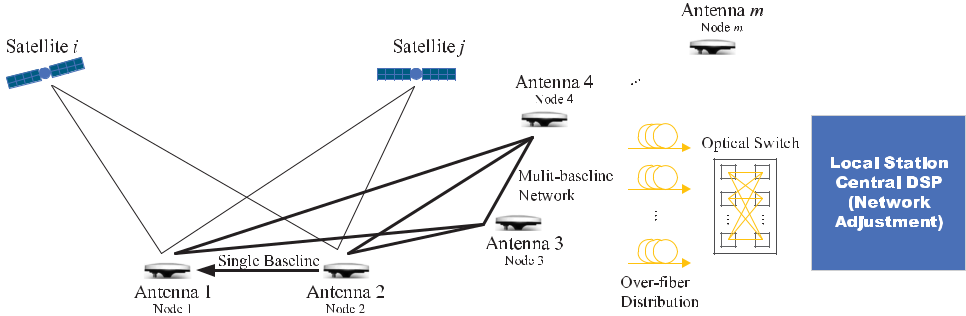 Antenna m
Node m
Satellite i
Satellite j
Antenna 4
Node 4
...
Optical Switch
Mulit-baseline
Network
Local Station
Central DSP
(Network
Adjustment)
Antenna 3
Node 3
Single Baseline
Antenna 1
Node 1
Antenna 2
Node 2
Over-fiber
Distribution